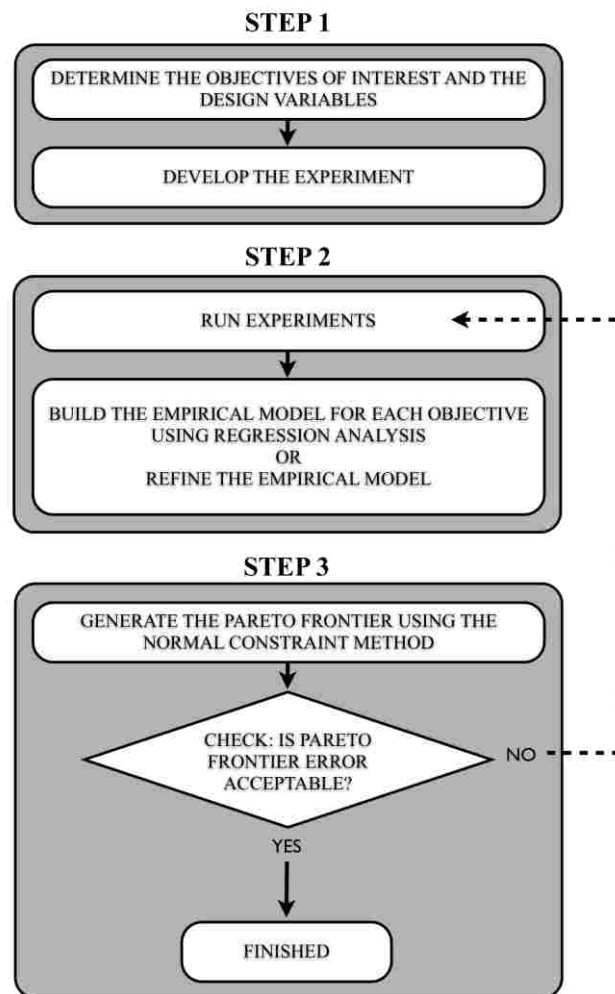 STEP 1
DETERMINE THE OBJECTIVES OF INTEREST AND THE
DESIGN VARIABLES
DEVELOP THE EXPERIMENT
STEP 2
RUN EXPERIMENTS
BUILD THE EMPIRICAL MODEL FOR EACH OBJECTIVE
USING REGRESSION ANALYSIS
OR
REFINE THE EMPIRICAL MODEL
STEP 3
GENERATE THE PARETO FRONTIER USING THE
NORMAL CONSTRAINT METHOD
CHECK: IS PARETO
FRONTIER ERROR
ACCEPTABLE?
NO
YES
FINISHED